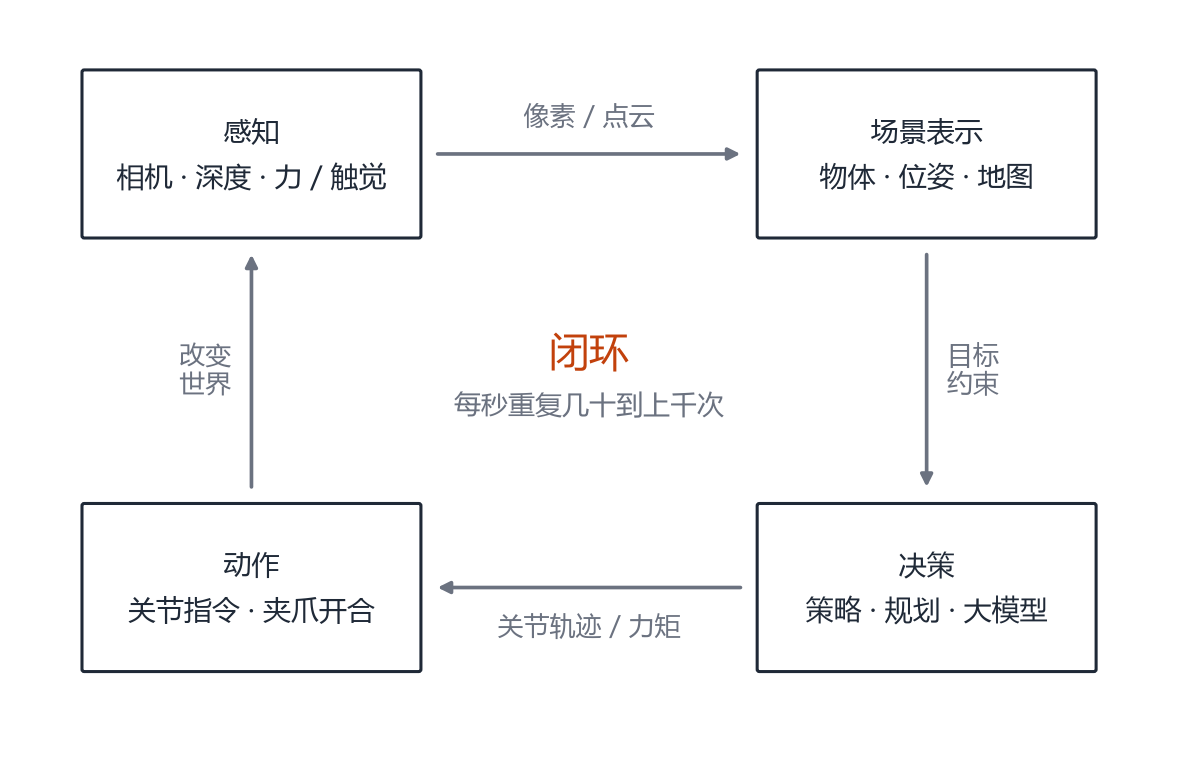 感知
相机 · 深度 · 力 / 触觉
像素 / 点云
场景表示
物体 · 位姿 · 地图
改变
世界
闭环
每秒重复几十到上千次
目标
约束
动作
关节指令 · 夹爪开合
关节轨迹 / 力矩
决策
策略 · 规划 · 大模型